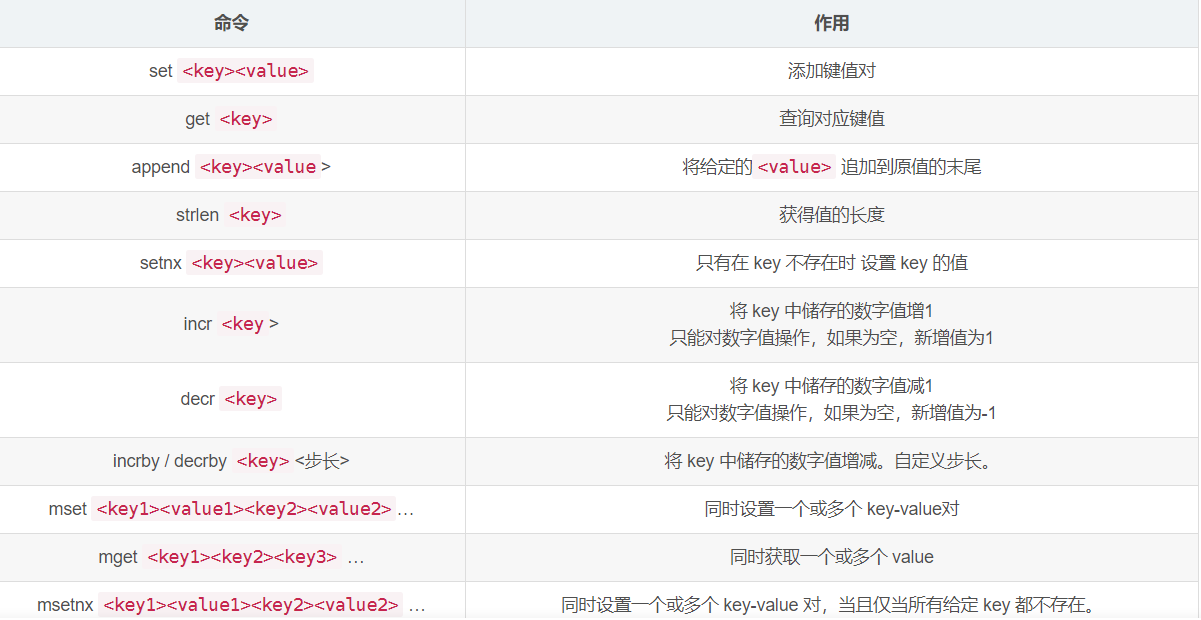 命令 作用
set <key><value> 添加键值对
get <key> 查询对应键值
append <key><value > 将给定的 <value> 追加到原值的末尾
strlen <key> 获得值的长度
setnx <key><value> 只有在 key 不存在时 设置 key 的值
incr <key > 将 key 中储存的数字值增1
只能对数字值操作，如果为空，新增值为1
decr <key> 将 key 中储存的数字值减1
只能对数字值操作，如果为空，新增值为-1
incrby / decrby <key> <步长> 将 key 中储存的数字值增减。自定义步长。
mset <key1><value1><key2><value2> … 同时设置一个或多个 key-value对
mget <key1><key2><key3> … 同时获取一个或多个 value
msetnx <key1><value1><key2><value2> … 同时设置一个或多个 key-value 对，当且仅当所有给定 key 都不存在。